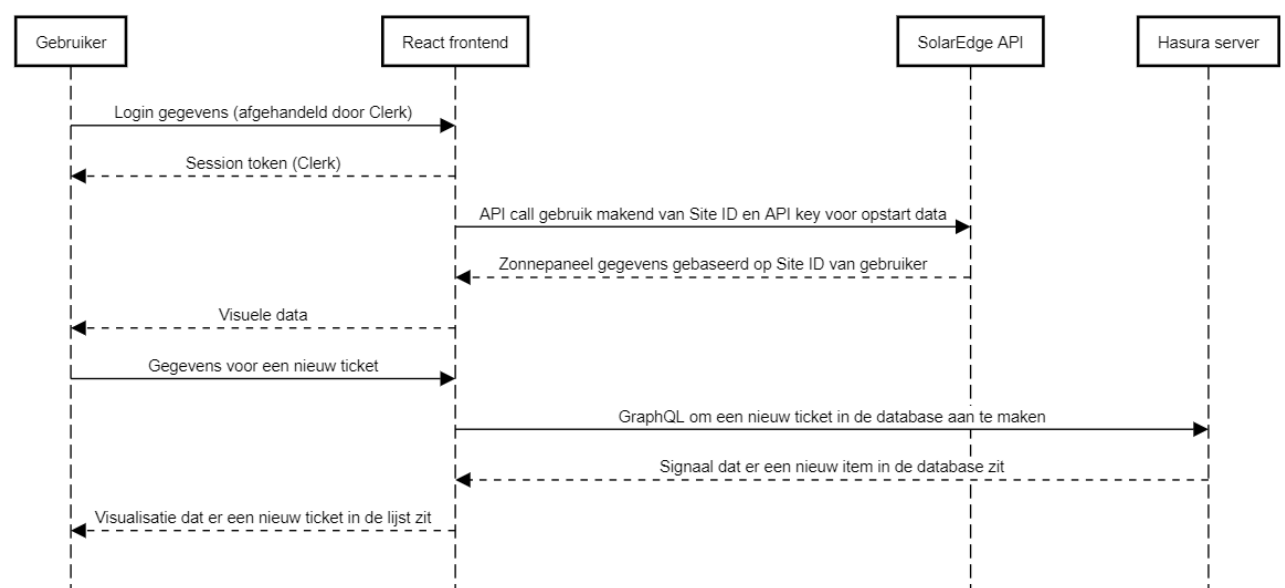 Gebruiker
React frontend
SolarEdge API
Hasura server
Login gegevens (afgehandeld door Clerk)
Session token (Clerk)
API call gebruik makend van Site ID en API key voor opstart data
Zonnepaneel gegevens gebaseerd op Site ID van gebruiker
Visuele data
Gegevens voor een nieuw ticket
GraphQL om een nieuw ticket in de database aan te maken
Signaal dat er een nieuw item in de database zit
Visualisatie dat er een nieuw ticket in de lijst zit